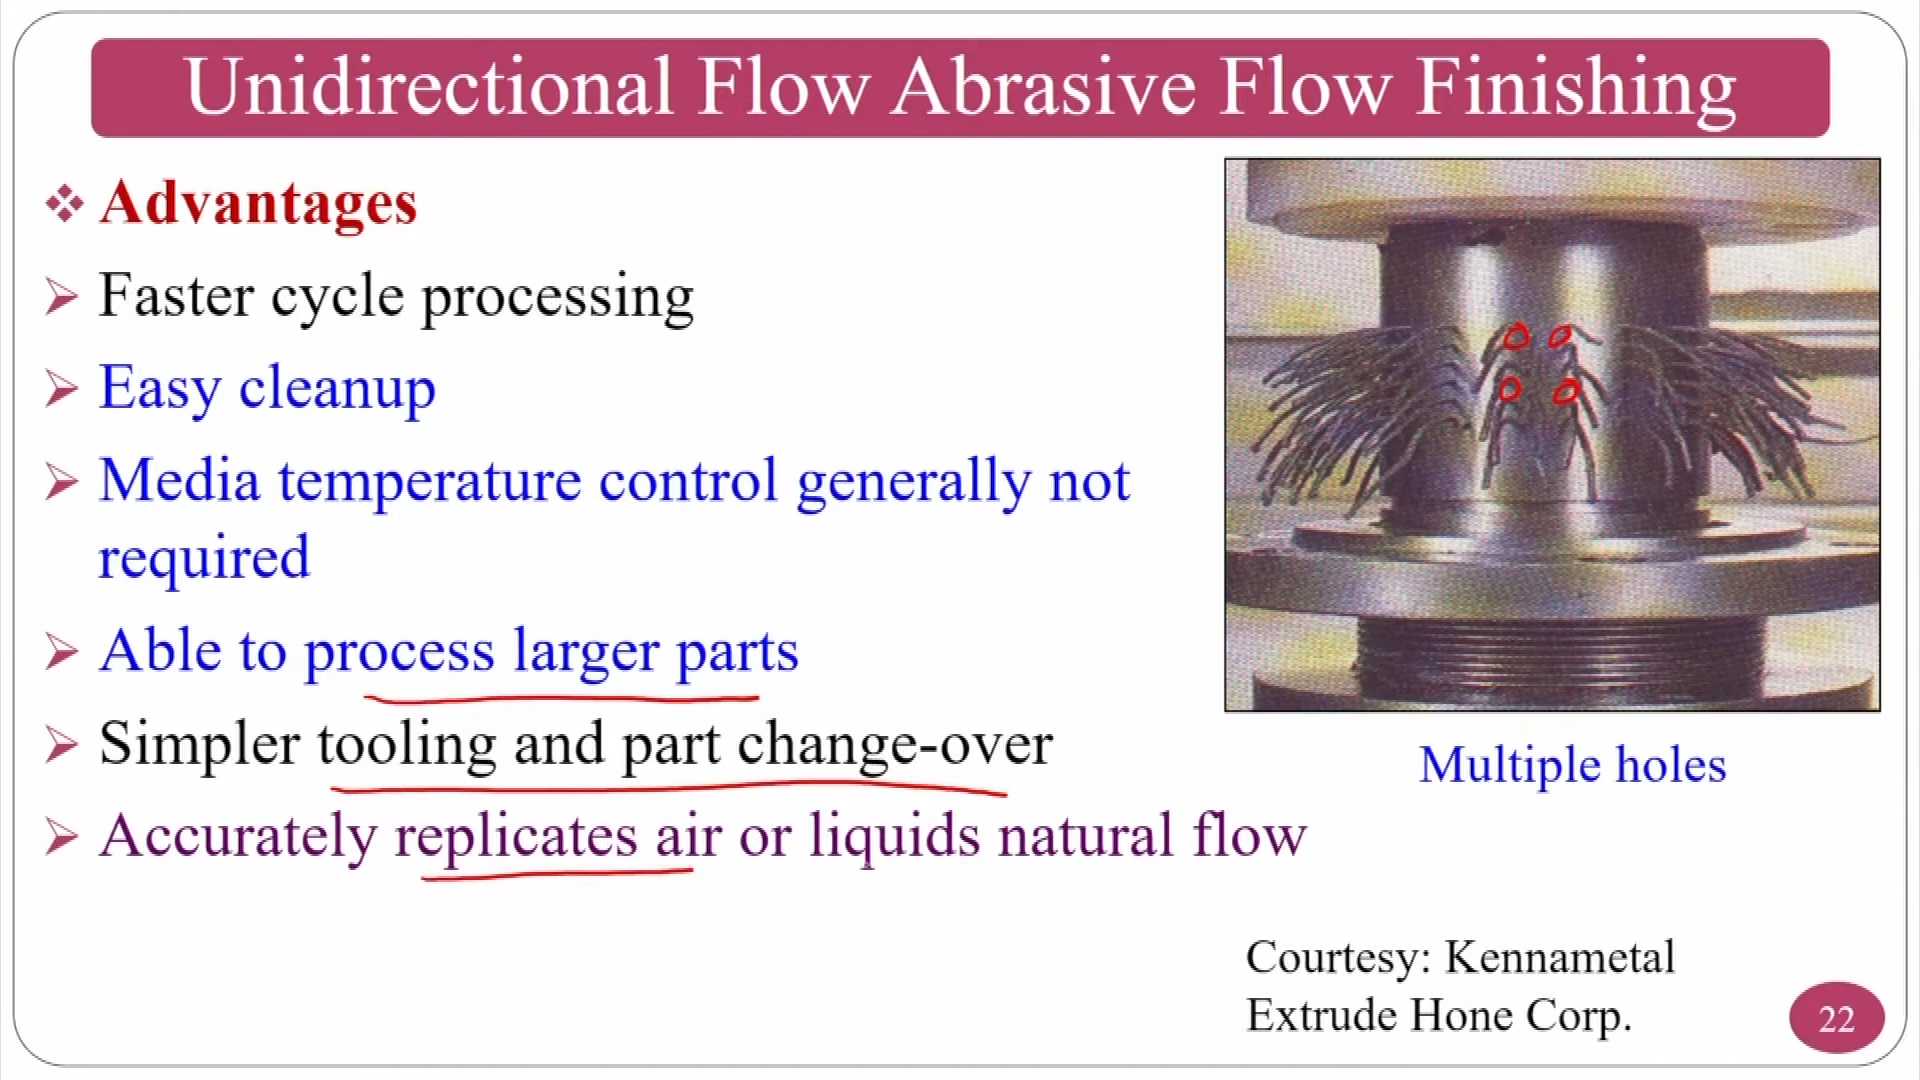 Unidirectional Flow Abrasive Flow Finishing
Advantages
Faster cycle processing
Easy cleanup
Media temperature control generally not
required
Able to process larger parts
Simpler tooling and part change-over
Accurately replicates air or liquids natural flow
Multiple holes
Courtesy: Kennametal
Extrude Hone Corp.
22